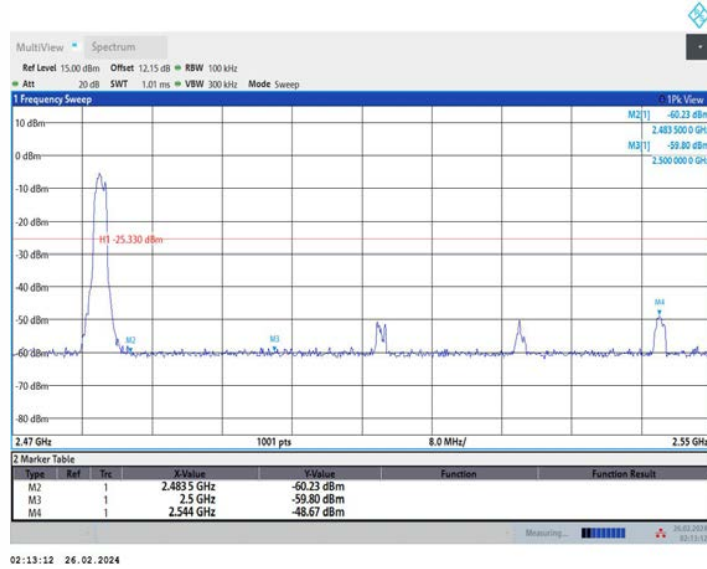 MultiView Spectrum
Ref Level 15.00 dBm Offset 12.15 dB RBW 100 kHz
Att 20 dB SWT 1.01 ms VBW 300 kHz Mode Sweep
1 Frequency Sweep 1Pk View
M2[1] -60.23 dBm
2.483 500 0 GHz
M3[1] -59.80 dBm
2.500 000 0 GHz
10 dBm
0 dBm
-10 dBm
-20 dBm
H1 -25.330 dBm
-30 dBm
-40 dBm
M4
-50 dBm
M2 M3
-60 dBm
-70 dBm
-80 dBm
2.47 GHz 1001 pts 8.0 MHz/ 2.55 GHz
2 Marker Table
Type Ref Trc X-Value Y-Value Function Function Result
M2 1 2.4835 GHz -60.23 dBm
M3 1 2.5 GHz -59.80 dBm
M4 1 2.544 GHz -48.67 dBm
Measuring... 26.02.2024
02:13:12
02:13:12 26.02.2024